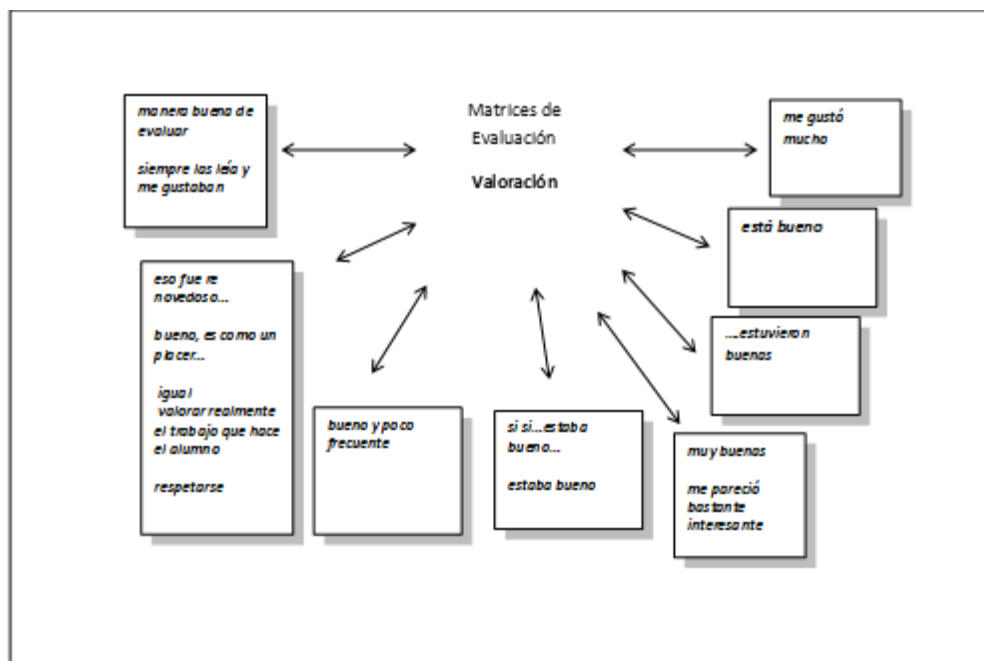 Matrices de
Evaluación
Valoración
manera buena de
evaluar
siempre las leía y
me gustaban
eso fue re
novedoso...
bueno, es como un
placer...
igual
valorar realmente
el trabajo que hace
el alumno
respetarse
bueno y poco
frecuente
si si...estaba
bueno...
estaba bueno
muy buenas
me pareció
bastante
interesante
....estuvieron
buenas
está bueno
me gustó
mucho